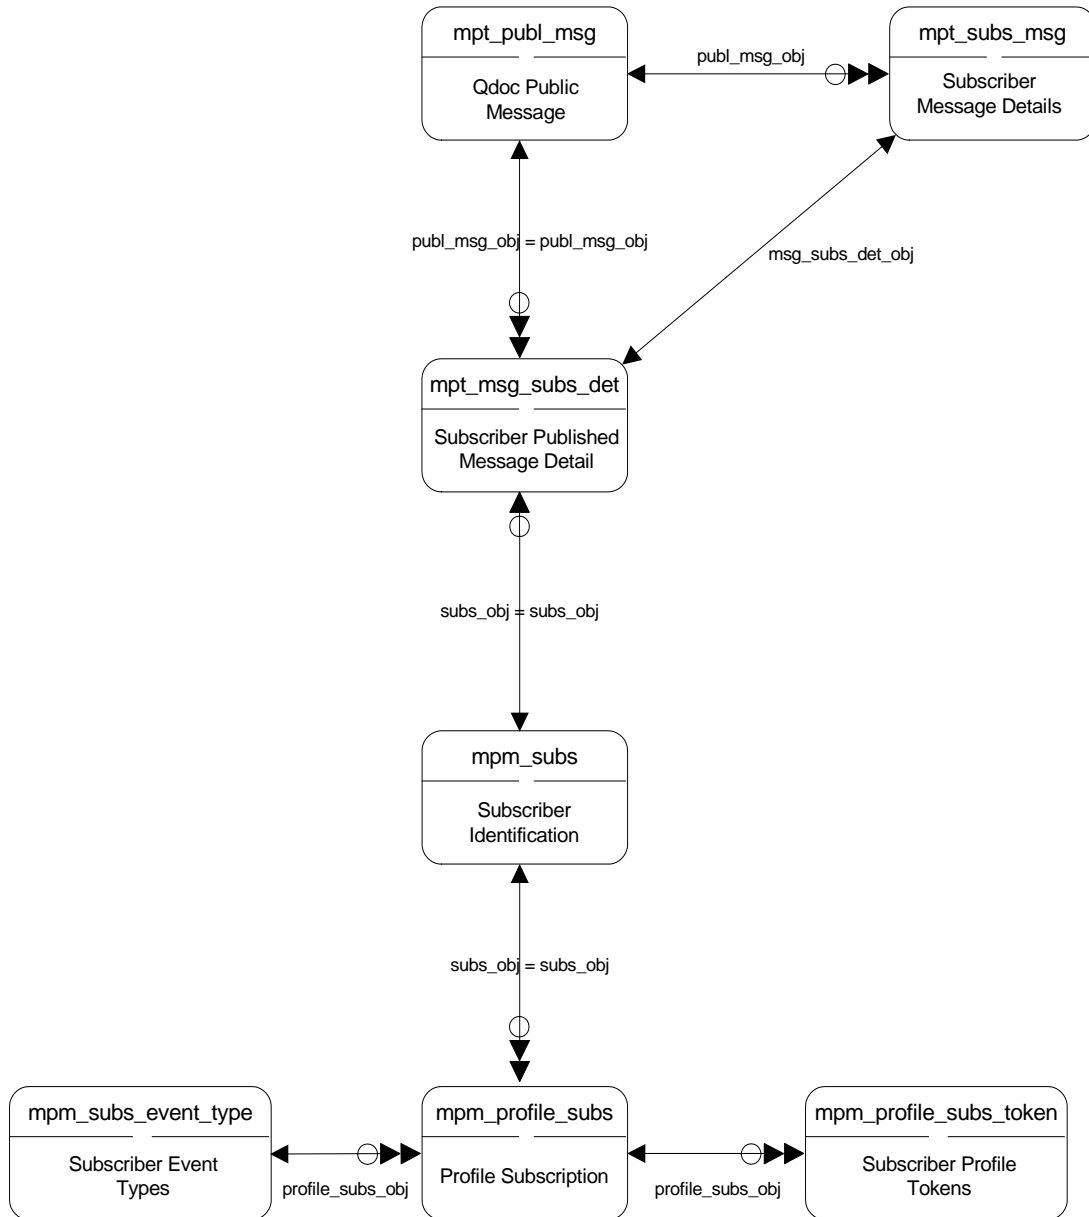 mpt_publ_msg
Qdoc Public
Message
publ_msg_obj
mpt_subs_msg
Subscriber
Message Details
publ_msg_obj = publ_msg_obj
msg_subs_det_obj
mpt_msg_subs_det
Subscriber Published
Message Detail
subs_obj = subs_obj
mpm_subs
Subscriber
Identification
subs_obj = subs_obj
mpm_subs_event_type
Subscriber Event
Types
profile_subs_obj
mpm_profile_subs
Profile Subscription
profile_subs_obj
mpm_profile_subs_token
Subscriber Profile
Tokens